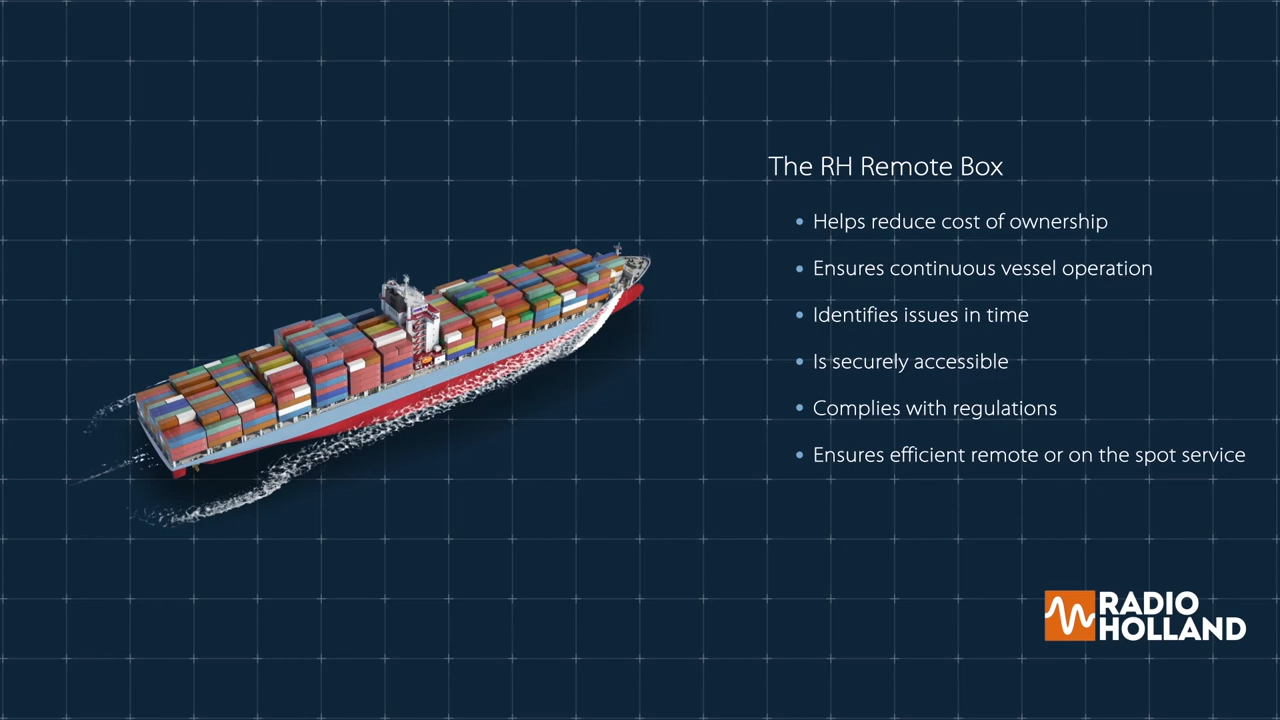 The RH Remote Box
• Helps reduce cost of ownership
• Ensures continuous vessel operation
• Identifies issues in time
• Is securely accessible
• Complies with regulations
• Ensures efficient remote or on the spot service
RADIO
HOLLAND